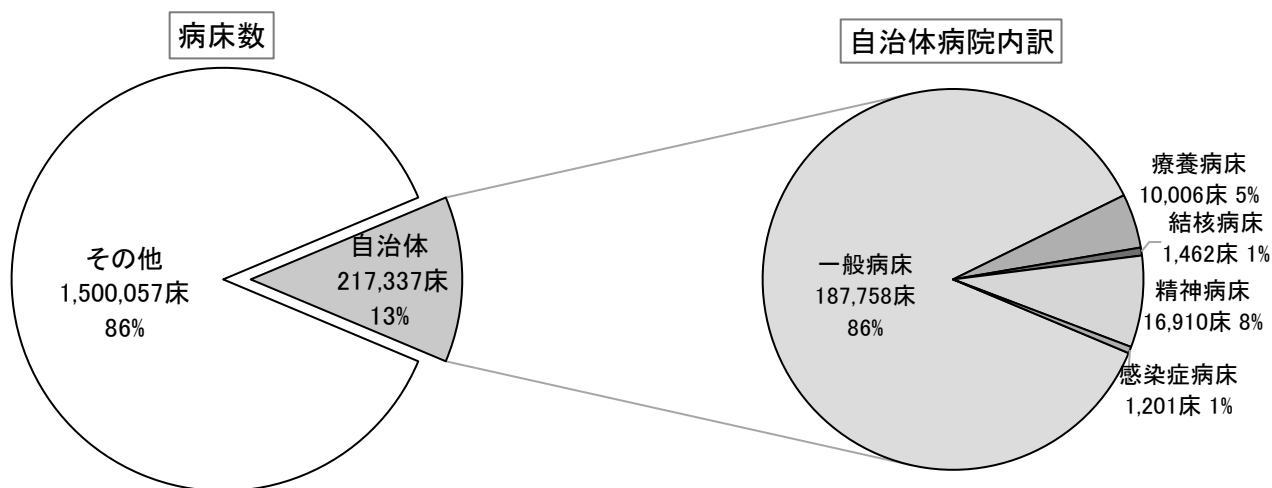 病床数
その他
1,500,057床
86%
自治体
217,337床
13%
自治体病院内訳
一般病床
187,758床
86%
療養病床
10,006床 5%
結核病床
1,462床 1%
精神病床
16,910床 8%
感染症病床
1,201床 1%